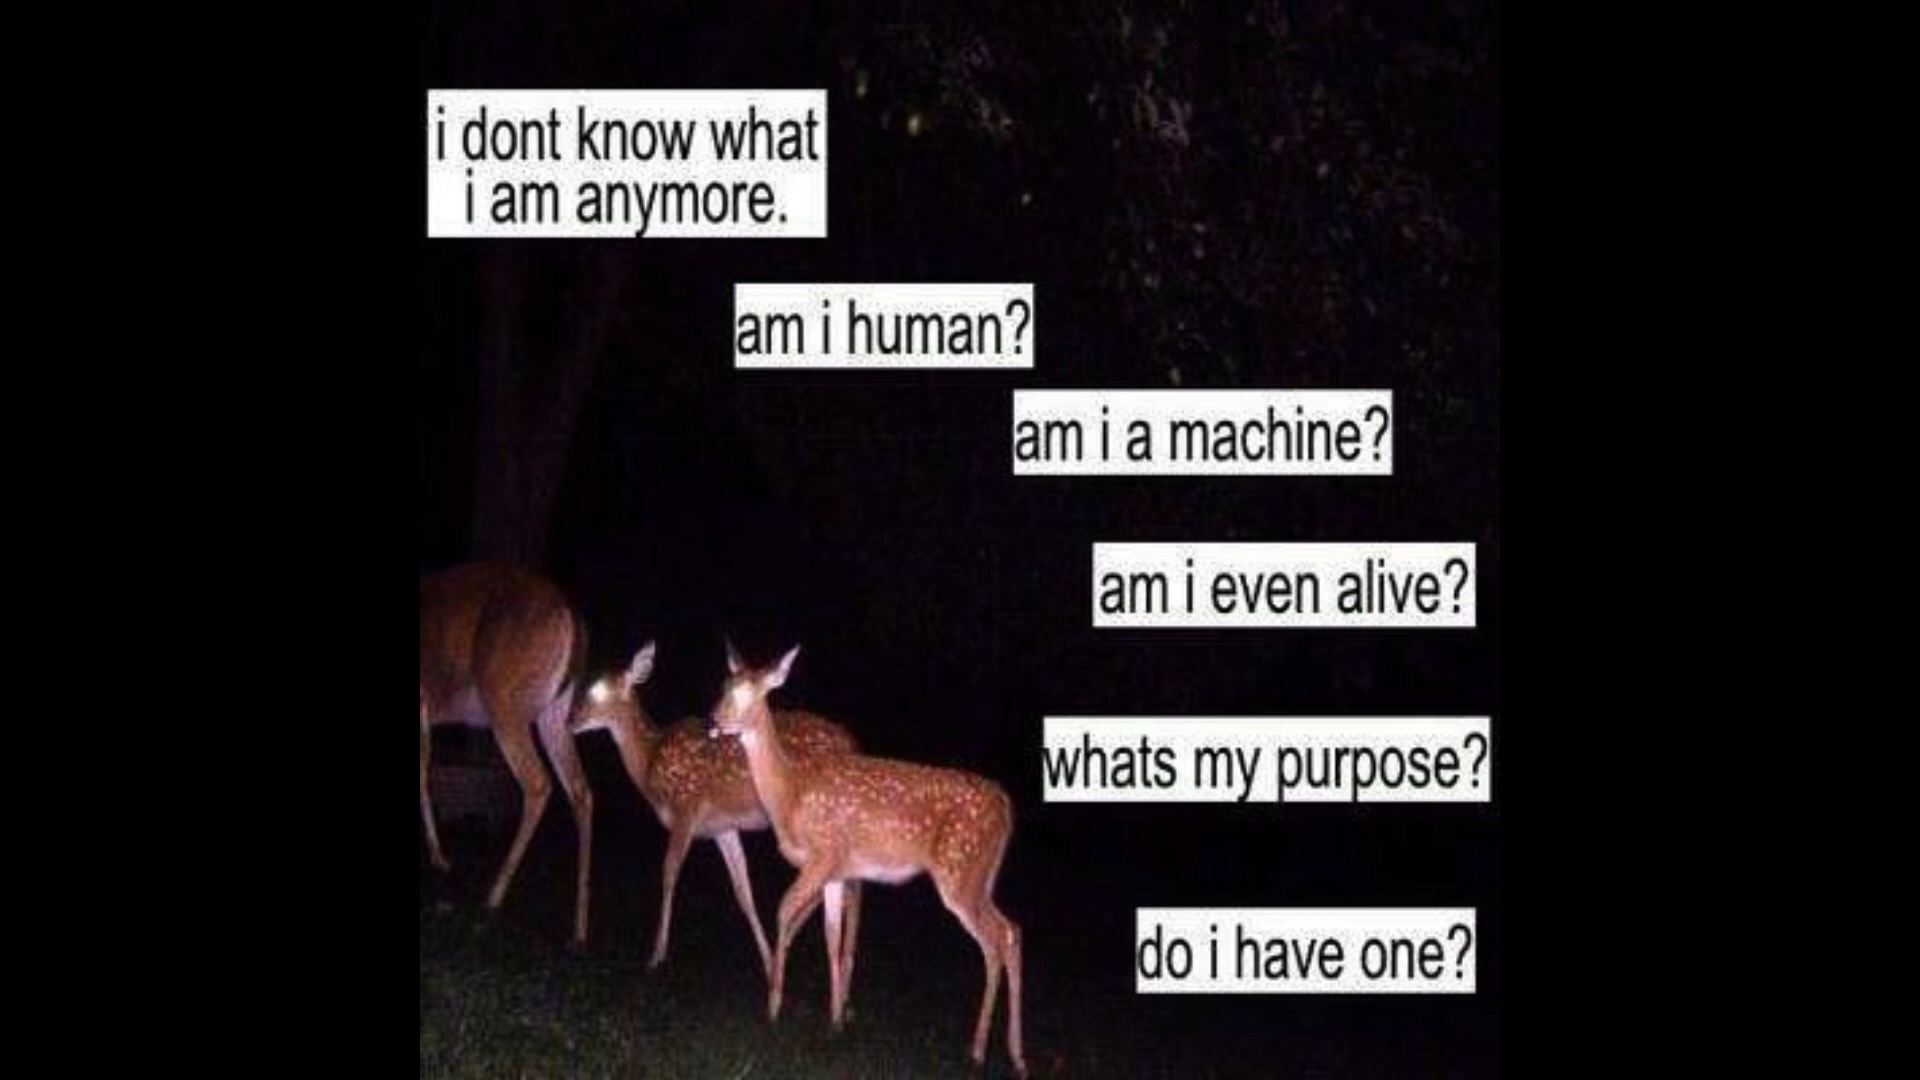 i dont know what
i am anymore.
am i human?
am i a machine?
am i even alive?
whats my purpose?
do i have one?